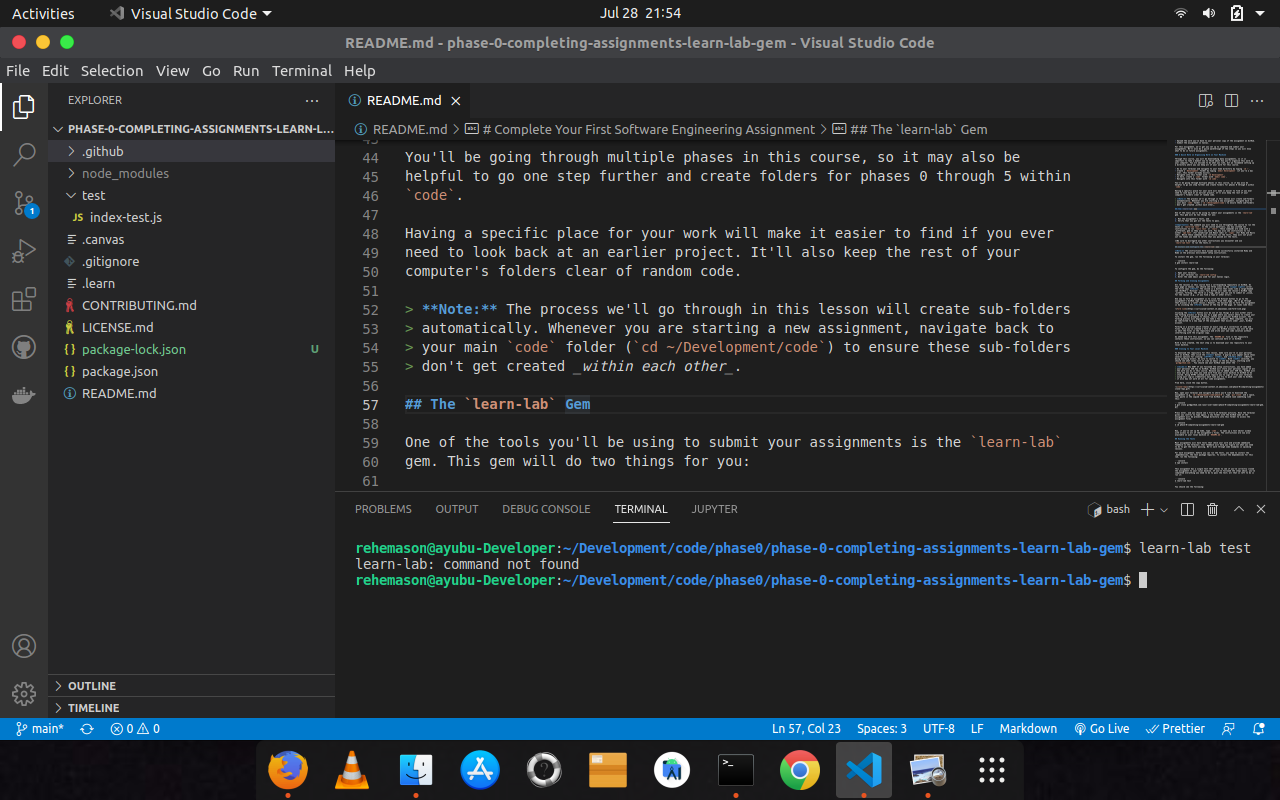 Activities
Visual Studio Code
Jul 28 21:54
README.md - phase-0-completing-assignments-learn-lab-gem - Visual Studio Code
File Edit Selection View Go Run Terminal Help
EXPLORER
README.md
PHASE-0-COMPLETING-ASSIGNMENTS-LEARN-L...
README.md > # Complete Your First Software Engineering Assignment > ## The `learn-lab` Gem
.github
node_modules
test
JS index-test.js
.canvas
.gitignore
.learn
CONTRIBUTING.md
LICENSE.md
{} package-lock.json U
{} package.json
README.md
1
44 You'll be going through multiple phases in this course, so it may also be
45 helpful to go one step further and create folders for phases 0 through 5 within
46 `code`.
47
48 Having a specific place for your work will make it easier to find if you ever
49 need to look back at an earlier project. It'll also keep the rest of your
50 computer's folders clear of random code.
51
52 > **Note:** The process we'll go through in this lesson will create sub-folders
53 > automatically. Whenever you are starting a new assignment, navigate back to
54 > your main `code` folder (`cd ~/Development/code`) to ensure these sub-folders
55 > don't get created _within each other_.
56
57 ## The `learn-lab` Gem
58
59 One of the tools you'll be using to submit your assignments is the `learn-lab`
60 gem. This gem will do two things for you:
61
PROBLEMS OUTPUT DEBUG CONSOLE TERMINAL JUPYTER
bash
rehemason@ayubu-Developer:~/Development/code/phase0/phase-0-completing-assignments-learn-lab-gem$ learn-lab test
learn-lab: command not found
rehemason@ayubu-Developer:~/Development/code/phase0/phase-0-completing-assignments-learn-lab-gem$
OUTLINE
TIMELINE
main* 0 0
Ln 57, Col 23 Spaces: 3 UTF-8 LF Markdown Go Live Prettier